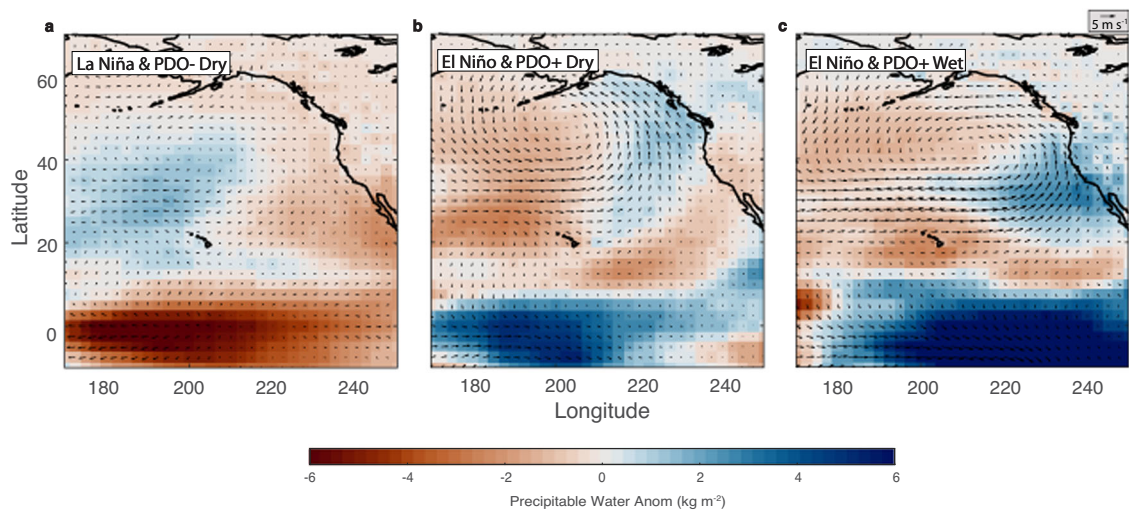 a
b
c
5 m s⁻¹
La Niña & PDO- Dry
El Niño & PDO+ Dry
El Niño & PDO+ Wet
60
40
20
0
Latitude
180 200 220 240
180 200 220 240
180 200 220 240
Longitude
-6 -4 -2 0 2 4 6
Precipitable Water Anom (kg m⁻²)